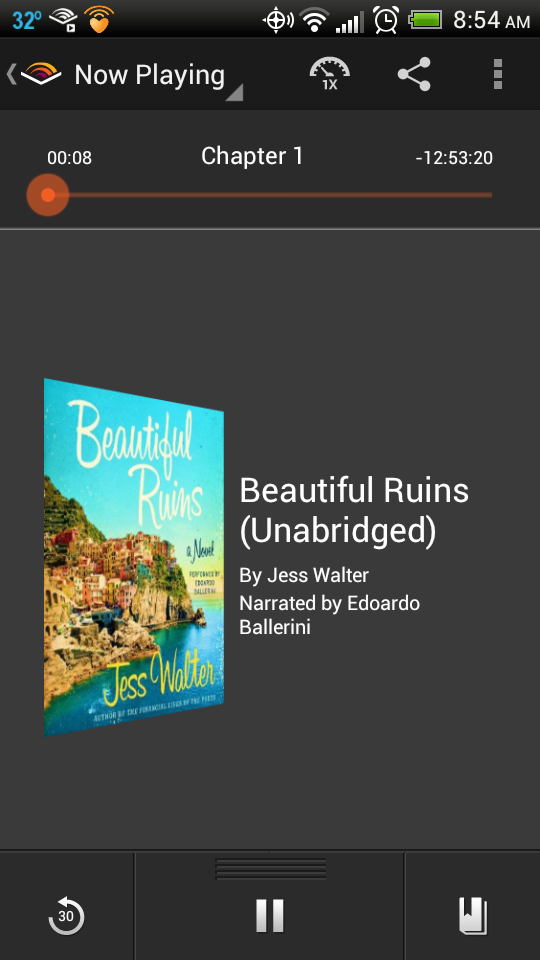 32°
8:54 AM
Now Playing
1X
00:08
Chapter 1
-12:53:20
Beautiful
Ruins
a Novel
PERFORMED BY
EDOARDO
BALLERINI
Jess Walter
AUTHOR OF THE FINANCIAL LIVES OF THE POETS
Beautiful Ruins
(Unabridged)
By Jess Walter
Narrated by Edoardo
Ballerini
30